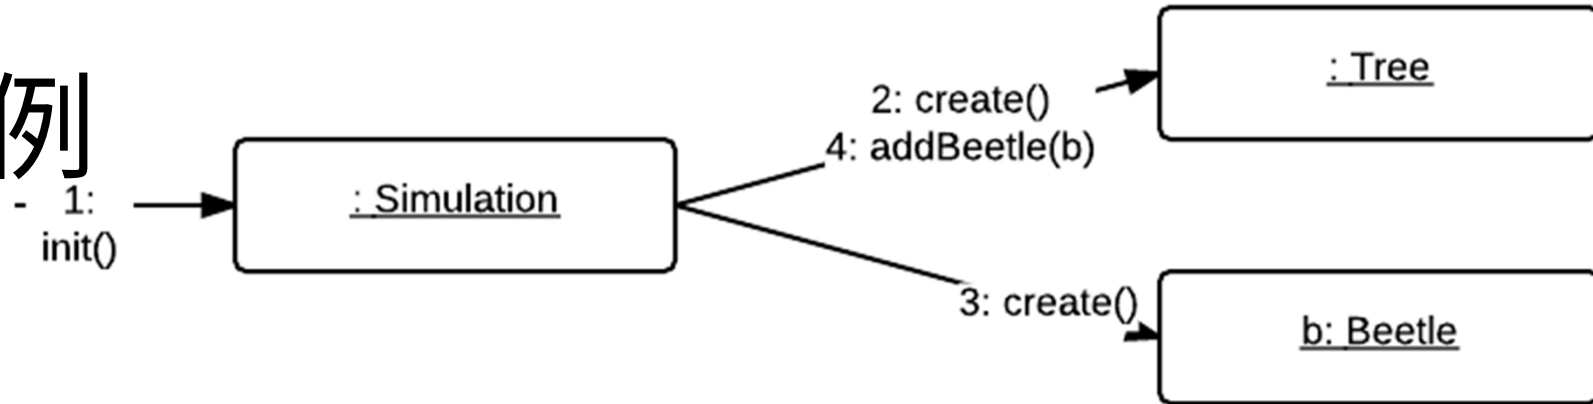 例
- 1:
init()
: Simulation
2: create()
4: addBeetle(b)
3: create()
: Tree
b: Beetle